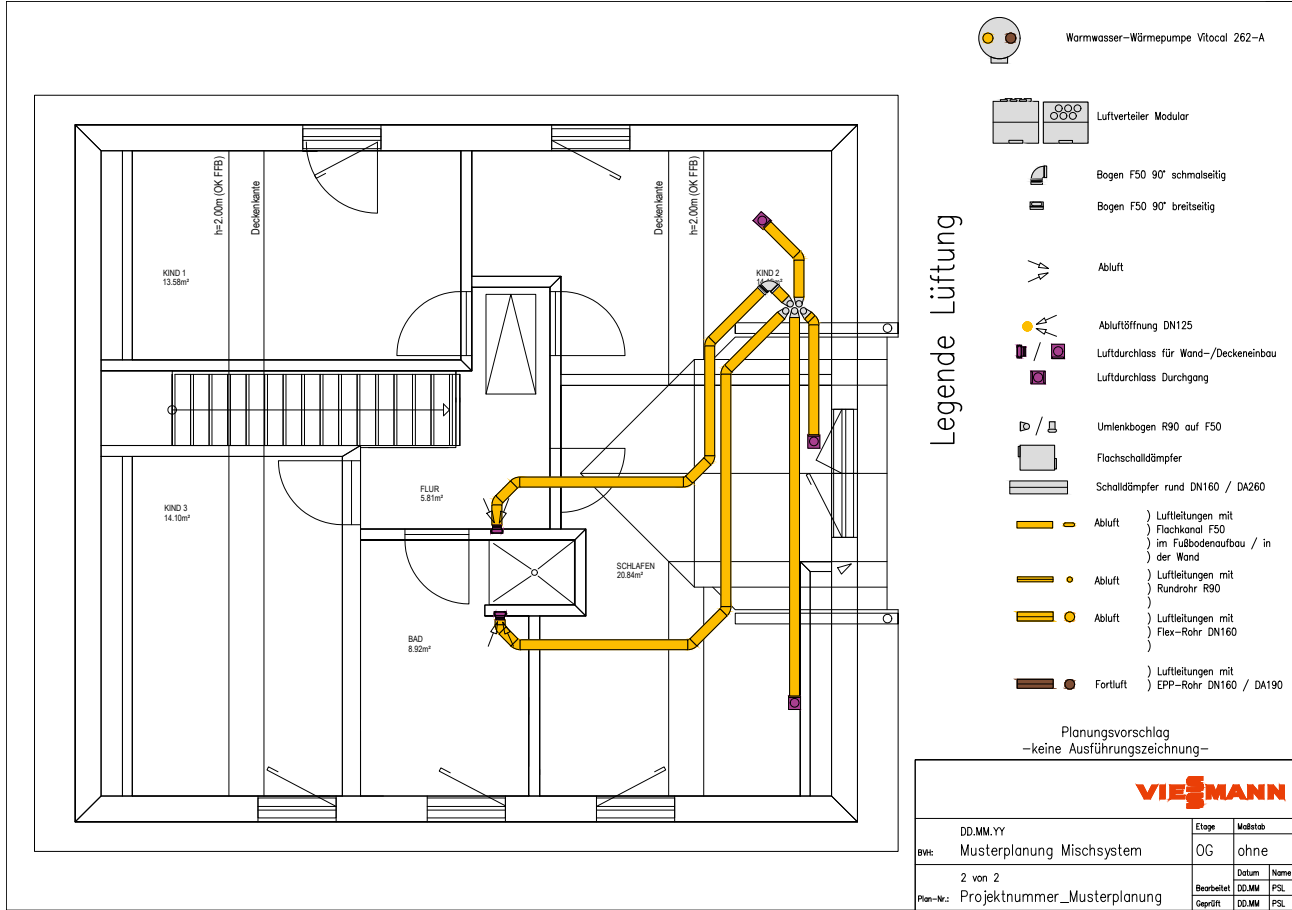 Warmwasser-Wärmepumpe Vitocal 262-A
Luftverteiler Modular
Bogen F50 90° schmalseitig
Bogen F50 90° breitseitig
Abluft
Abluftöffnung DN125
Luftdurchlass für Wand-/Deckeneinbau
Luftdurchlass Durchgang
Umlenkbogen R90 auf F50
Flachschalldämpfer
Schalldämpfer rund DN160 / DA260
Abluft ) Luftleitungen mit
) Flachkanal F50
) im Fußbodenaufbau / in
) der Wand
Abluft ) Luftleitungen mit
) Rundrohr R90
)
Abluft ) Luftleitungen mit
) Flex-Rohr DN160
)
Fortluft ) Luftleitungen mit
) EPP-Rohr DN160 / DA190
Legende Lüftung
h=2.00m (OK FFB)
Deckenkante
Deckenkante
h=2.00m (OK FFB)
KIND 1
13.58m²
KIND 2
KIND 3
14.10m²
FLUR
5.81m²
SCHLAFEN
20.84m²
BAD
8.92m²
Planungsvorschlag
-keine Ausführungszeichnung-
VIESMANN
DD.MM.YY
BVH: Musterplanung Mischsystem
Etage Maßstab
OG ohne
2 von 2
Plan-Nr.: Projektnummer_Musterplanung
Datum Name
Bearbeitet DD.MM PSL
Geprüft DD.MM PSL